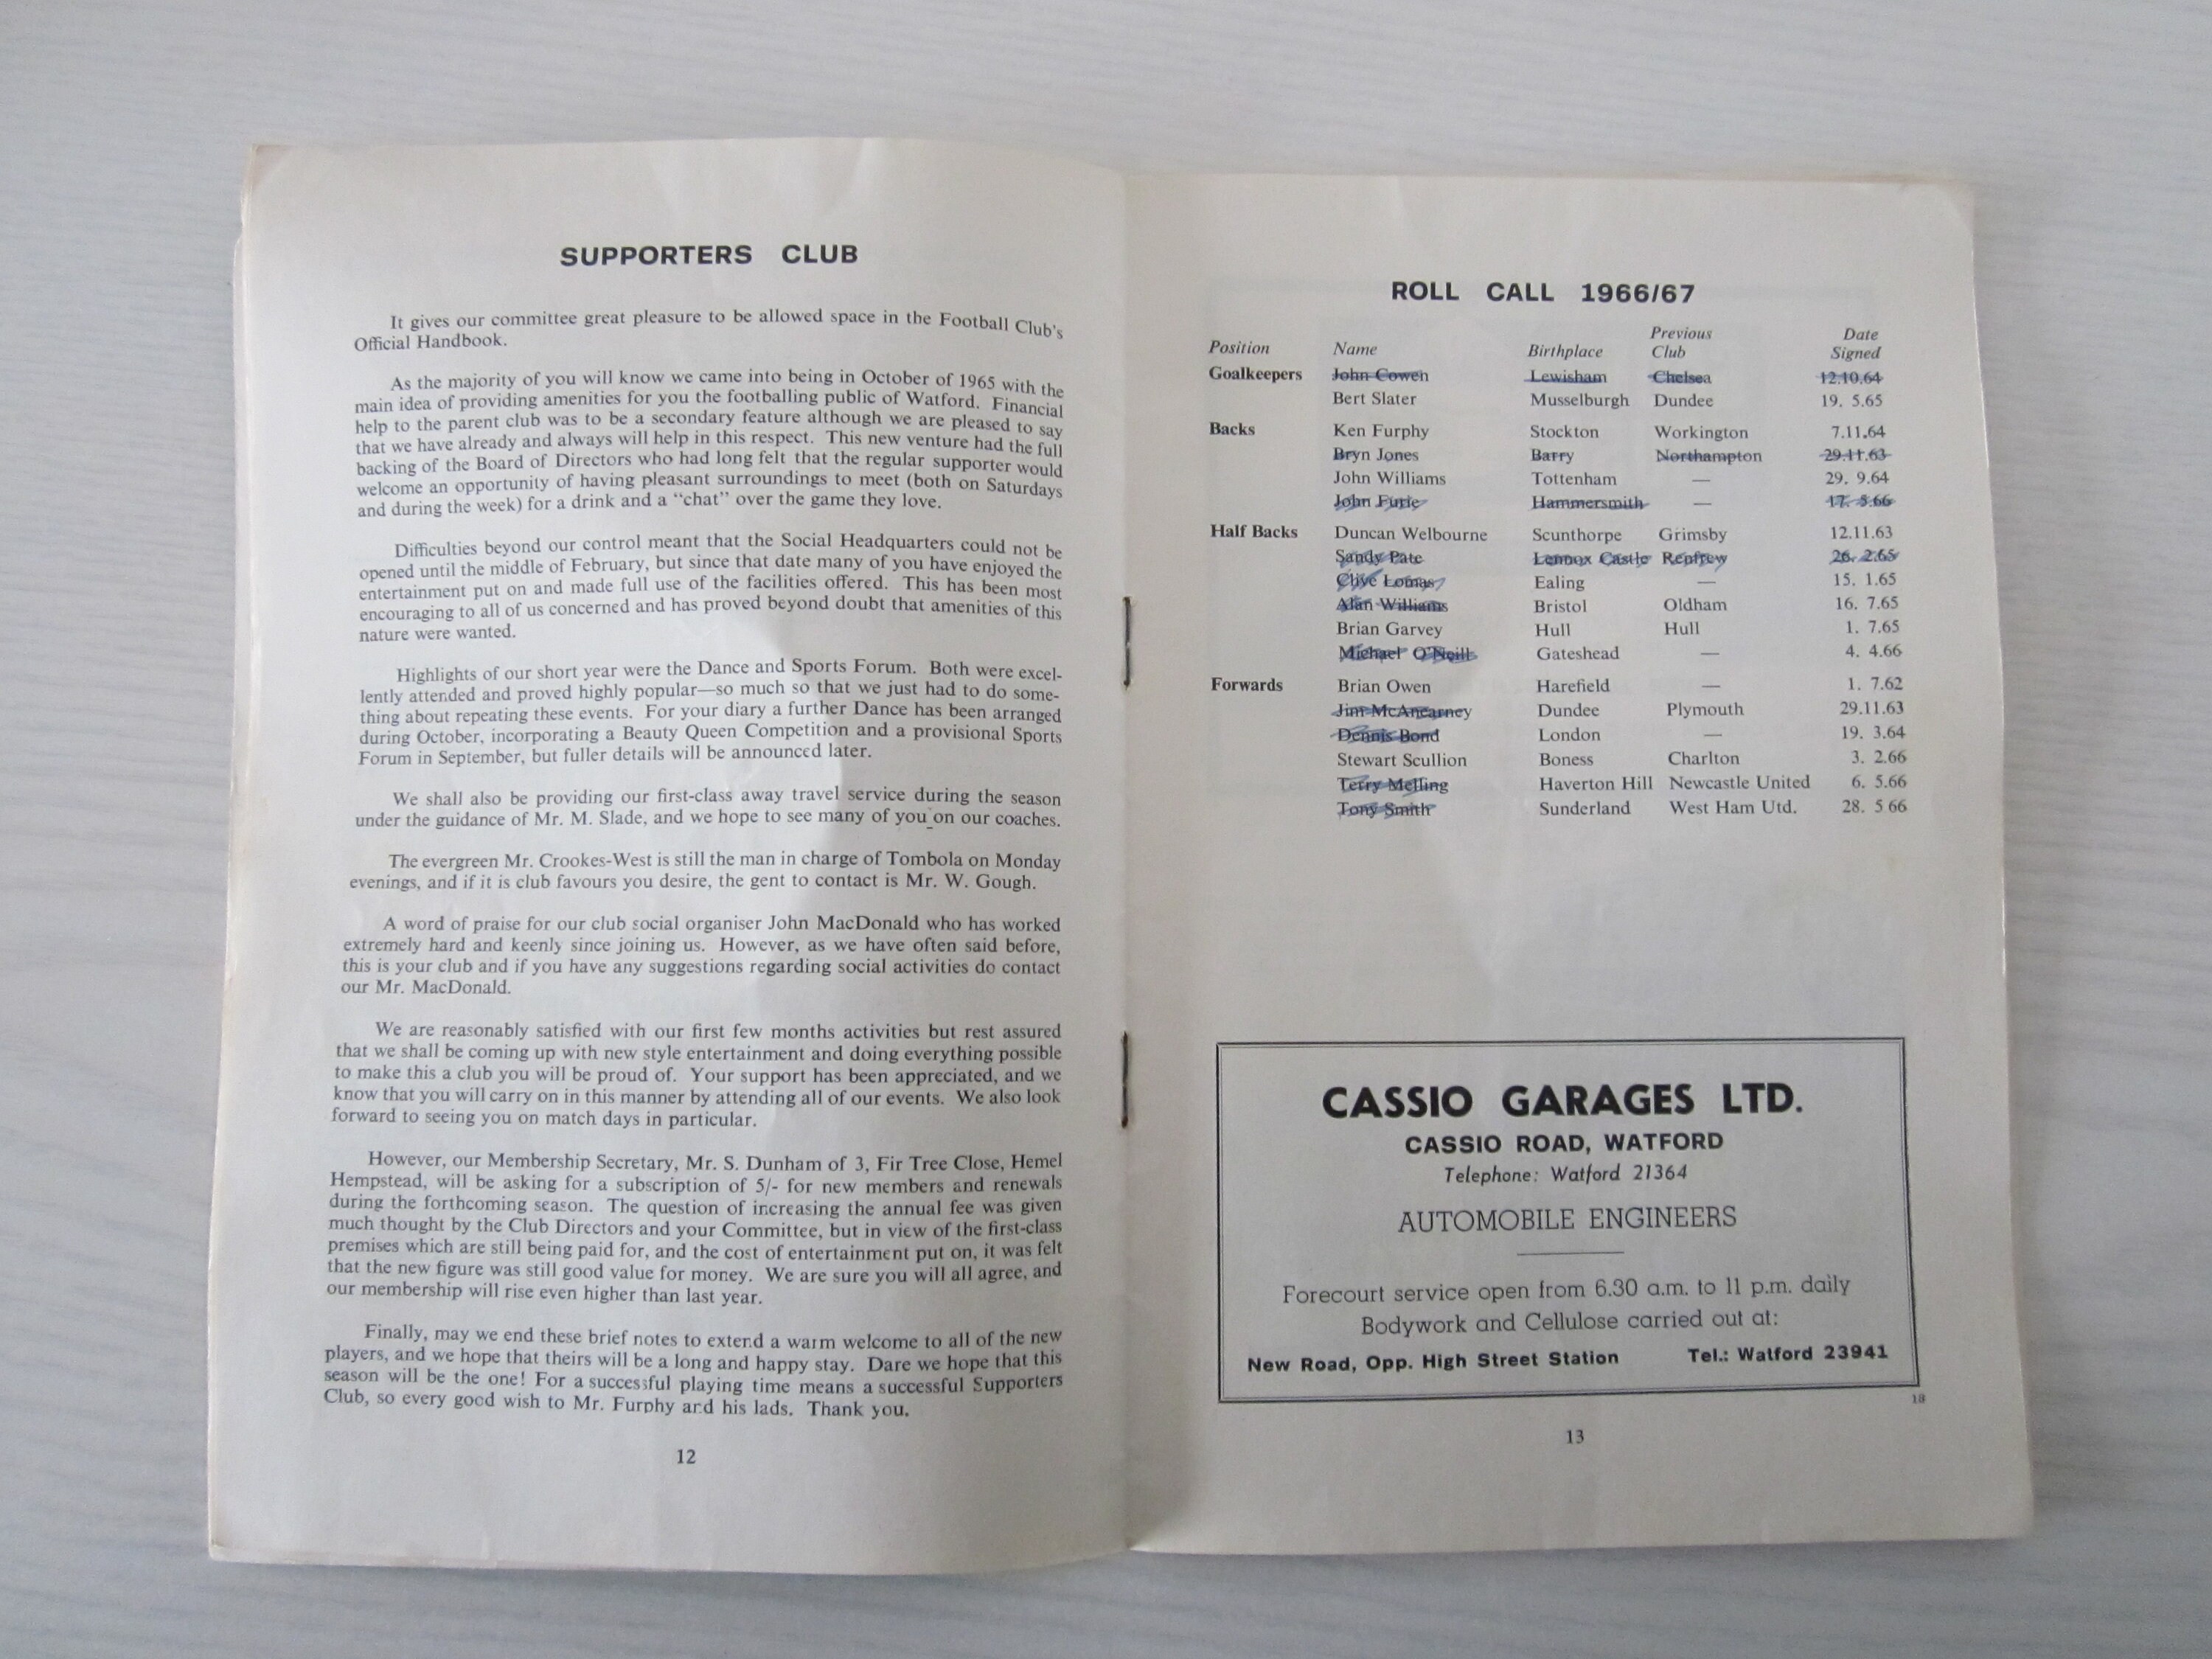 SUPPORTERS CLUB
It gives our committee great pleasure to be allowed space in the Football Club's
Official Handbook.
As the majority of you will know we came into being in October of 1965 with the
main idea of providing amenities for you the footballing public of Watford. Financial
help to the parent club was to be a secondary feature although we are pleased to say
that we have already and always will help in this respect. This new venture had the full
backing of the Board of Directors who had long felt that the regular supporter would
welcome an opportunity of having pleasant surroundings to meet (both on Saturdays
and during the week) for a drink and a "chat" over the game they love.
Difficulties beyond our control meant that the Social Headquarters could not be
opened until the middle of February, but since that date many of you have enjoyed the
entertainment put on and made full use of the facilities offered. This has been most
encouraging to all of us concerned and has proved beyond doubt that amenities of this
nature were wanted.
Highlights of our short year were the Dance and Sports Forum. Both were excel-
lently attended and proved highly popular—so much so that we just had to do some-
thing about repeating these events. For your diary a further Dance has been arranged
during October, incorporating a Beauty Queen Competition and a provisional Sports
Forum in September, but fuller details will be announced later.
We shall also be providing our first-class away travel service during the season
under the guidance of Mr. M. Slade, and we hope to see many of you on our coaches.
The evergreen Mr. Crookes-West is still the man in charge of Tombola on Monday
evenings, and if it is club favours you desire, the gent to contact is Mr. W. Gough.
A word of praise for our club social organiser John MacDonald who has worked
extremely hard and keenly since joining us. However, as we have often said before,
this is your club and if you have any suggestions regarding social activities do contact
our Mr. MacDonald.
We are reasonably satisfied with our first few months activities but rest assured
that we shall be coming up with new style entertainment and doing everything possible
to make this a club you will be proud of. Your support has been appreciated, and we
know that you will carry on in this manner by attending all of our events. We also look
forward to seeing you on match days in particular.
However, our Membership Secretary, Mr. S. Dunham of 3, Fir Tree Close, Hemel
Hempstead, will be asking for a subscription of 5/- for new members and renewals
during the forthcoming season. The question of increasing the annual fee was given
much thought by the Club Directors and your Committee, but in view of the first-class
premises which are still being paid for, and the cost of entertainment put on, it was felt
that the new figure was still good value for money. We are sure you will all agree, and
our membership will rise even higher than last year.
Finally, may we end these brief notes to extend a warm welcome to all of the new
players, and we hope that theirs will be a long and happy stay. Dare we hope that this
season will be the one! For a successful playing time means a successful Supporters
Club, so every good wish to Mr. Furphy and his lads. Thank you.
12
ROLL CALL 1966/67
Position Name Birthplace Previous Club Date Signed
Goalkeepers John Cowen Lewisham Chelsea 12.10.64
Bert Slater Musselburgh Dundee 19. 5.65
Backs Ken Furphy Stockton Workington 7.11.64
Bryn Jones Barry Northampton 29.11.63
John Williams Tottenham — 29. 9.64
John Furie Hammersmith — 17. 5.66
Half Backs Duncan Welbourne Scunthorpe Grimsby 12.11.63
Sandy Pate Lennox Castle Renfrew 26. 2.65
Clive Lomas Ealing — 15. 1.65
Alan Williams Bristol Oldham 16. 7.65
Brian Garvey Hull Hull 1. 7.65
Michael O'Neill Gateshead — 4. 4.66
Forwards Brian Owen Harefield — 1. 7.62
Jim McAnearney Dundee Plymouth 29.11.63
Dennis Bond London — 19. 3.64
Stewart Scullion Boness Charlton 3. 2.66
Terry Melling Haverton Hill Newcastle United 6. 5.66
Tony Smith Sunderland West Ham Utd. 28. 5 66
CASSIO GARAGES LTD.
CASSIO ROAD, WATFORD
Telephone: Watford 21364
AUTOMOBILE ENGINEERS
Forecourt service open from 6.30 a.m. to 11 p.m. daily
Bodywork and Cellulose carried out at:
New Road, Opp. High Street Station Tel.: Watford 23941
18
13